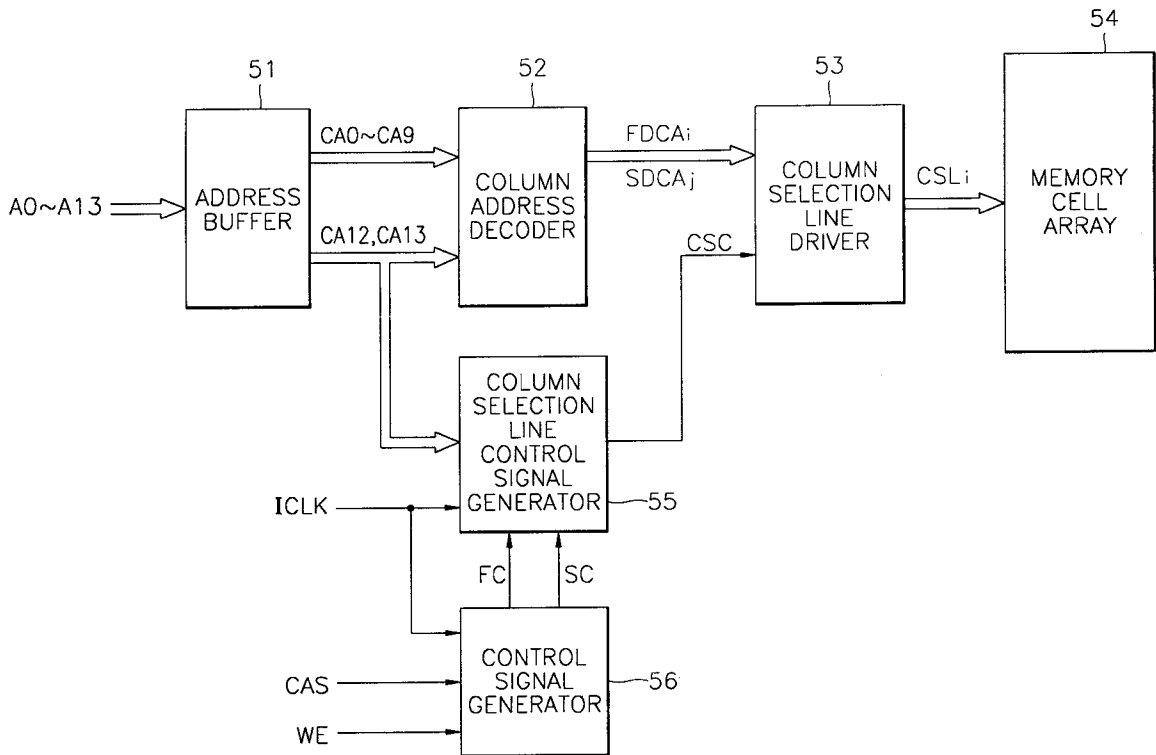 51
52
53
54
A0~A13
ADDRESS
BUFFER
CA0~CA9
CA12,CA13
COLUMN
ADDRESS
DECODER
FDCAi
SDCAj
CSC
COLUMN
SELECTION
LINE
DRIVER
CSLi
MEMORY
CELL
ARRAY
COLUMN
SELECTION
LINE
CONTROL
SIGNAL
GENERATOR
55
ICLK
FC
SC
CAS
WE
CONTROL
SIGNAL
GENERATOR
56